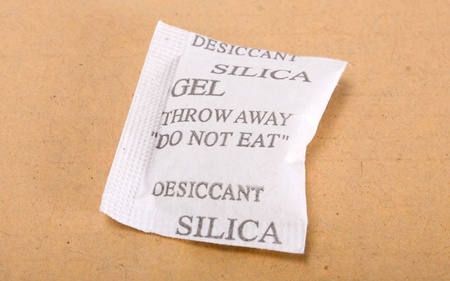 DESICCANT
SILICA
GEL
THROW AWAY
"DO NOT EAT"
DESICCANT
SILICA